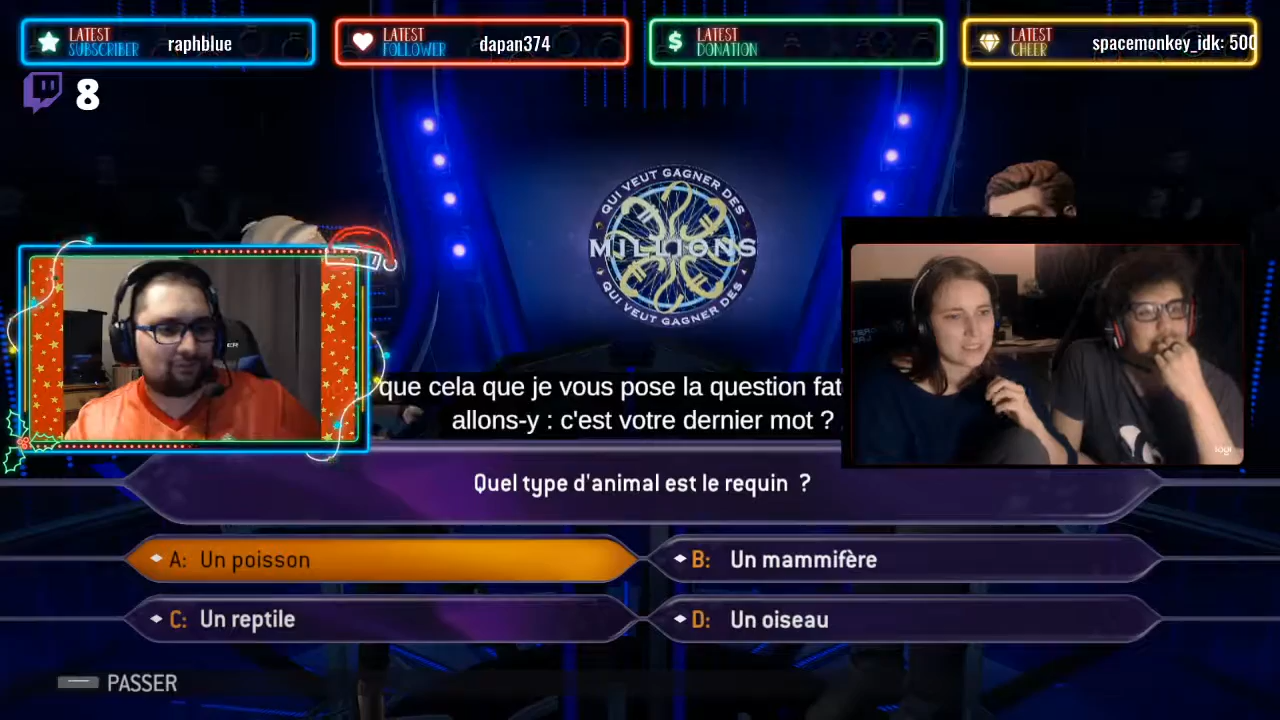 LATEST
SUBSCRIBER
raphblue
LATEST
FOLLOWER
dapan374
LATEST
DONATION
LATEST
CHEER
spacemonkey_idk: 500
8
QUI VEUT GAGNER DES
MILLIONS
QUI VEUT GAGNER DES
que cela que je vous pose la question fat
allons-y : c'est votre dernier mot ?
logi
Quel type d'animal est le requin ?
A: Un poisson
B: Un mammifère
C: Un reptile
D: Un oiseau
PASSER